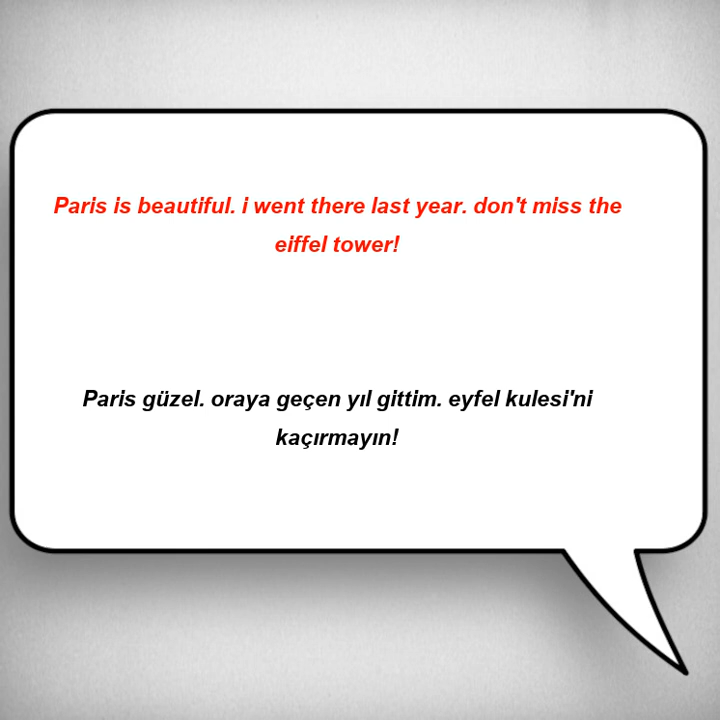 Paris is beautiful. i went there last year. don't miss the
eiffel tower!
Paris güzel. oraya geçen yıl gittim. eyfel kulesi'ni
kaçırmayın!